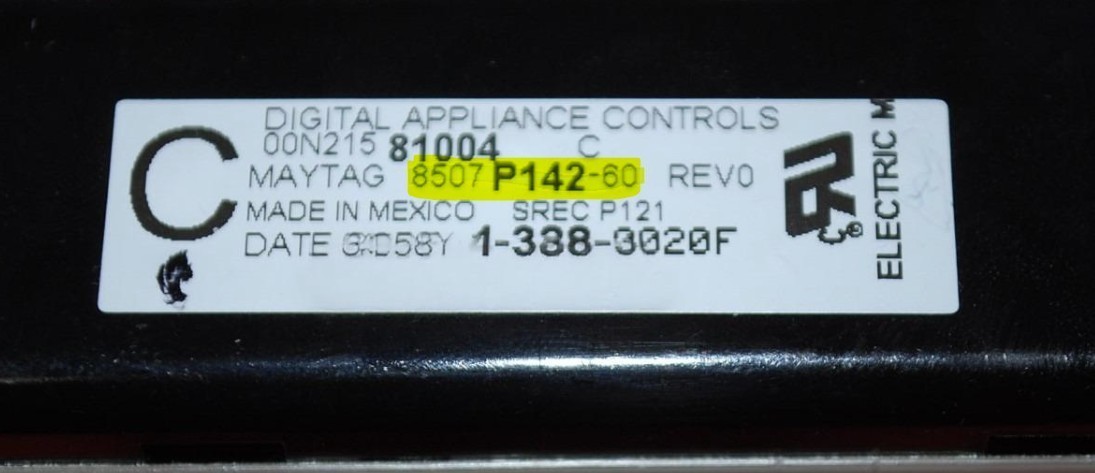 C
DIGITAL APPLIANCE CONTROLS
00N215 81004 C
MAYTAG 8507 P142-60 REV0
MADE IN MEXICO SREC P121
DATE 1-388-3020F
ELECTRIC M